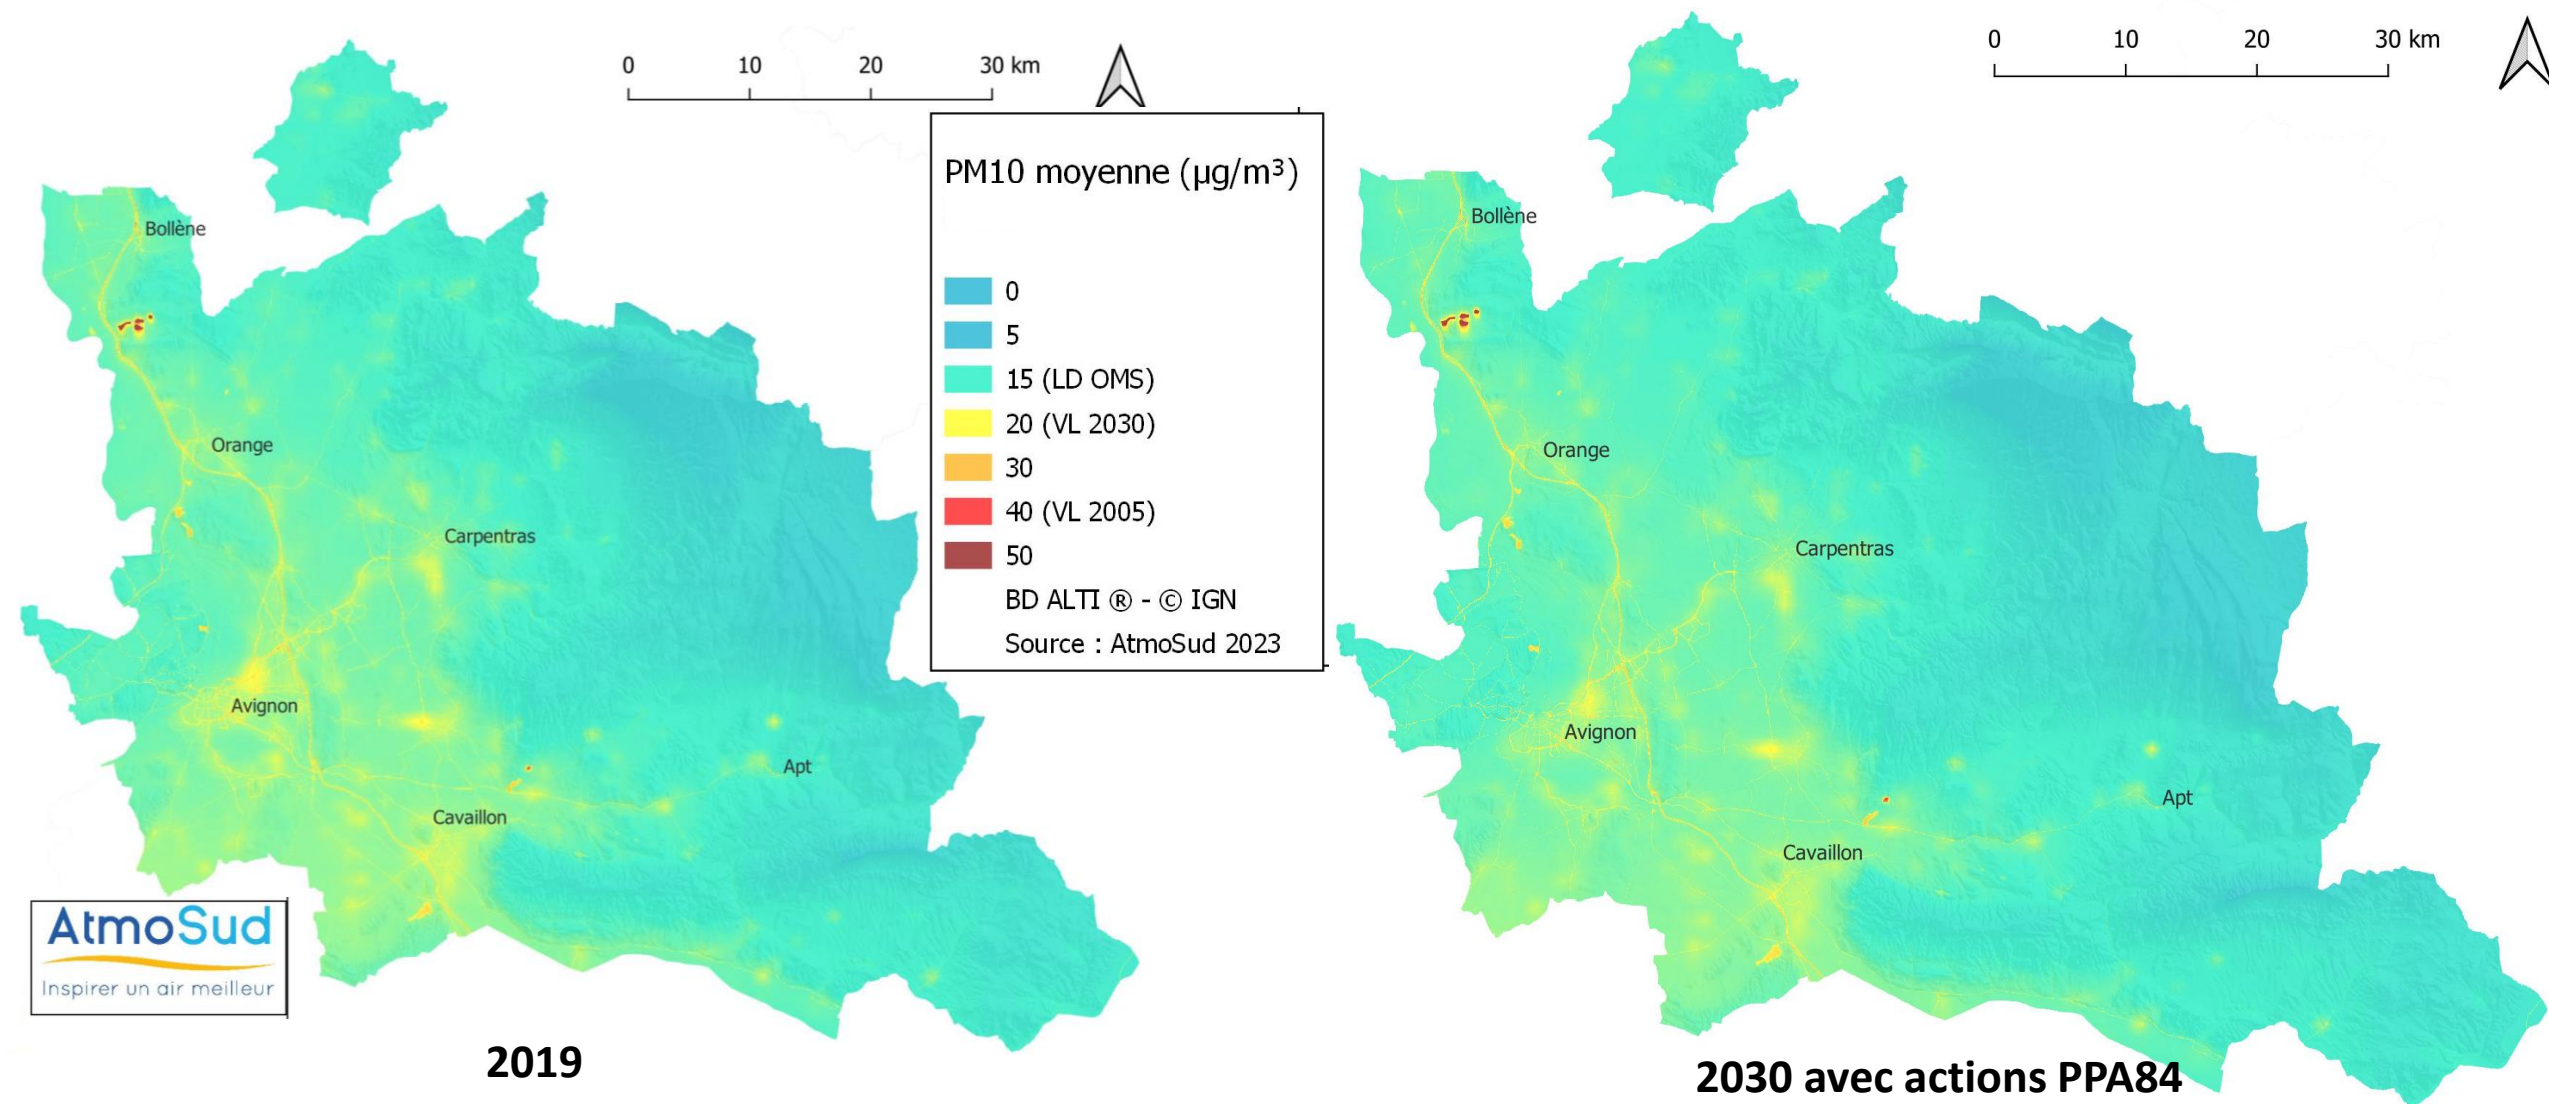 0 10 20 30 km
Bollène
Orange
Carpentras
Avignon
Apt
Cavaillon
AtmoSud
Inspirer un air meilleur
2019
PM10 moyenne (µg/m³)
0
5
15 (LD OMS)
20 (VL 2030)
30
40 (VL 2005)
50
BD ALTI ® - © IGN
Source : AtmoSud 2023
0 10 20 30 km
Bollène
Orange
Carpentras
Avignon
Apt
Cavaillon
2030 avec actions PPA84